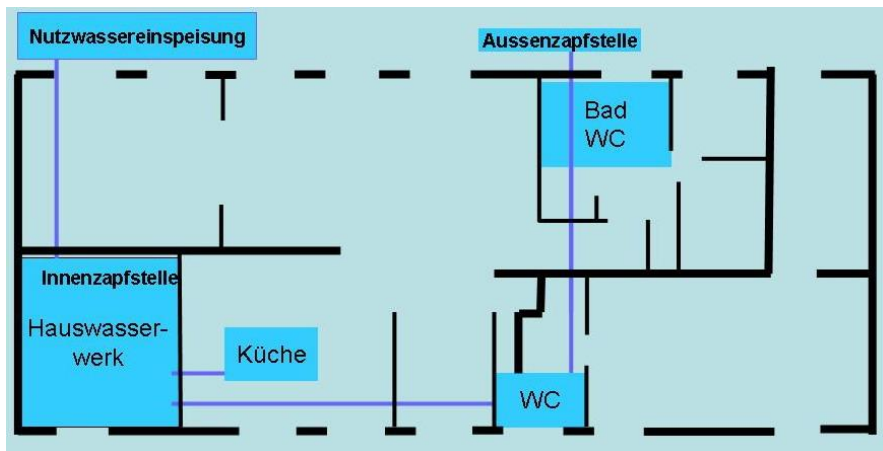 Nutzwassereinspeisung
Aussenzapfstelle
Bad
WC
Innenzapfstelle
Hauswasser-
werk
Küche
WC